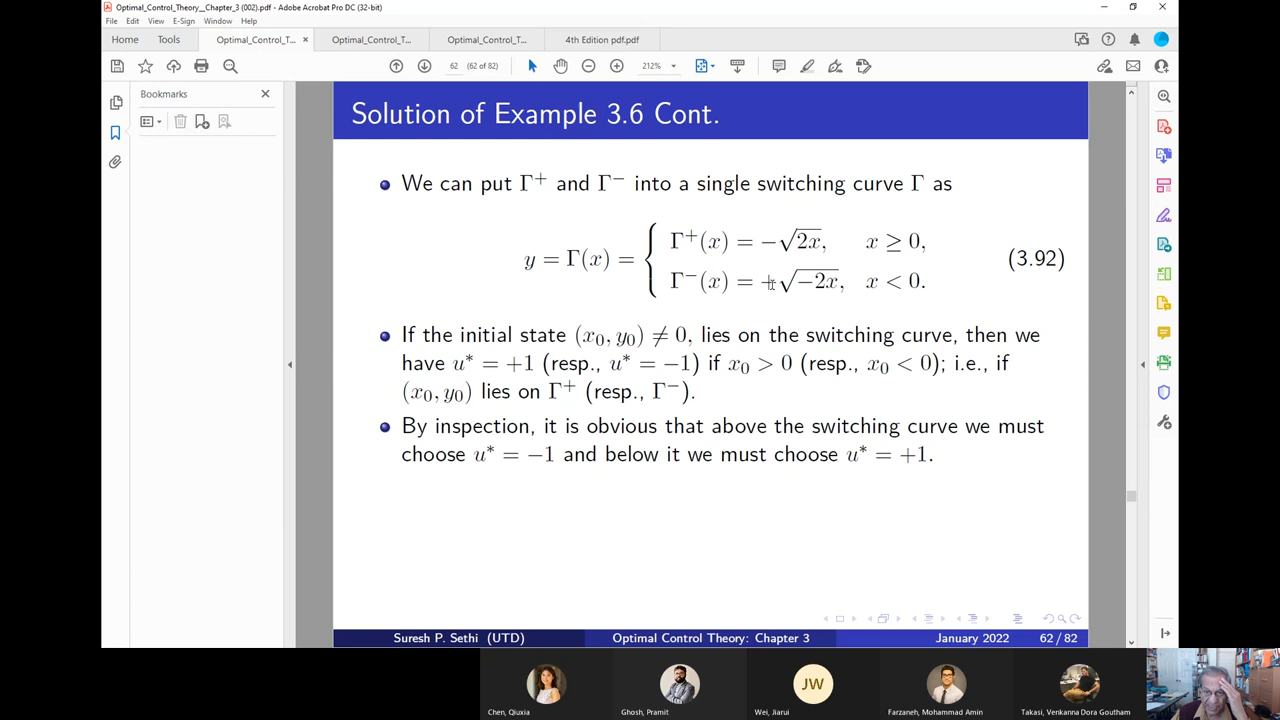 Optimal_Control_Theory__Chapter_3 (002).pdf - Adobe Acrobat Pro DC (32-bit)
File Edit View E-Sign Window Help
Home Tools Optimal_Control_T... × Optimal_Control_T... Optimal_Control_T... 4th Edition pdf.pdf
62 (62 of 82) 212%
Bookmarks
Solution of Example 3.6 Cont.
We can put Γ⁺ and Γ⁻ into a single switching curve Γ as
y = Γ(x) = { Γ⁺(x) = −√2x, x ≥ 0,
Γ⁻(x) = +√−2x, x < 0.
(3.92)
If the initial state (x₀, y₀) ≠ 0, lies on the switching curve, then we
have u* = +1 (resp., u* = −1) if x₀ > 0 (resp., x₀ < 0); i.e., if
(x₀, y₀) lies on Γ⁺ (resp., Γ⁻).
By inspection, it is obvious that above the switching curve we must
choose u* = −1 and below it we must choose u* = +1.
Suresh P. Sethi (UTD) Optimal Control Theory: Chapter 3 January 2022 62 / 82
JW
Chen, Qiuxia Ghosh, Pramit Wei, Jiarui Farzaneh, Mohammad Amin Takasi, Venkanna Dora Goutham